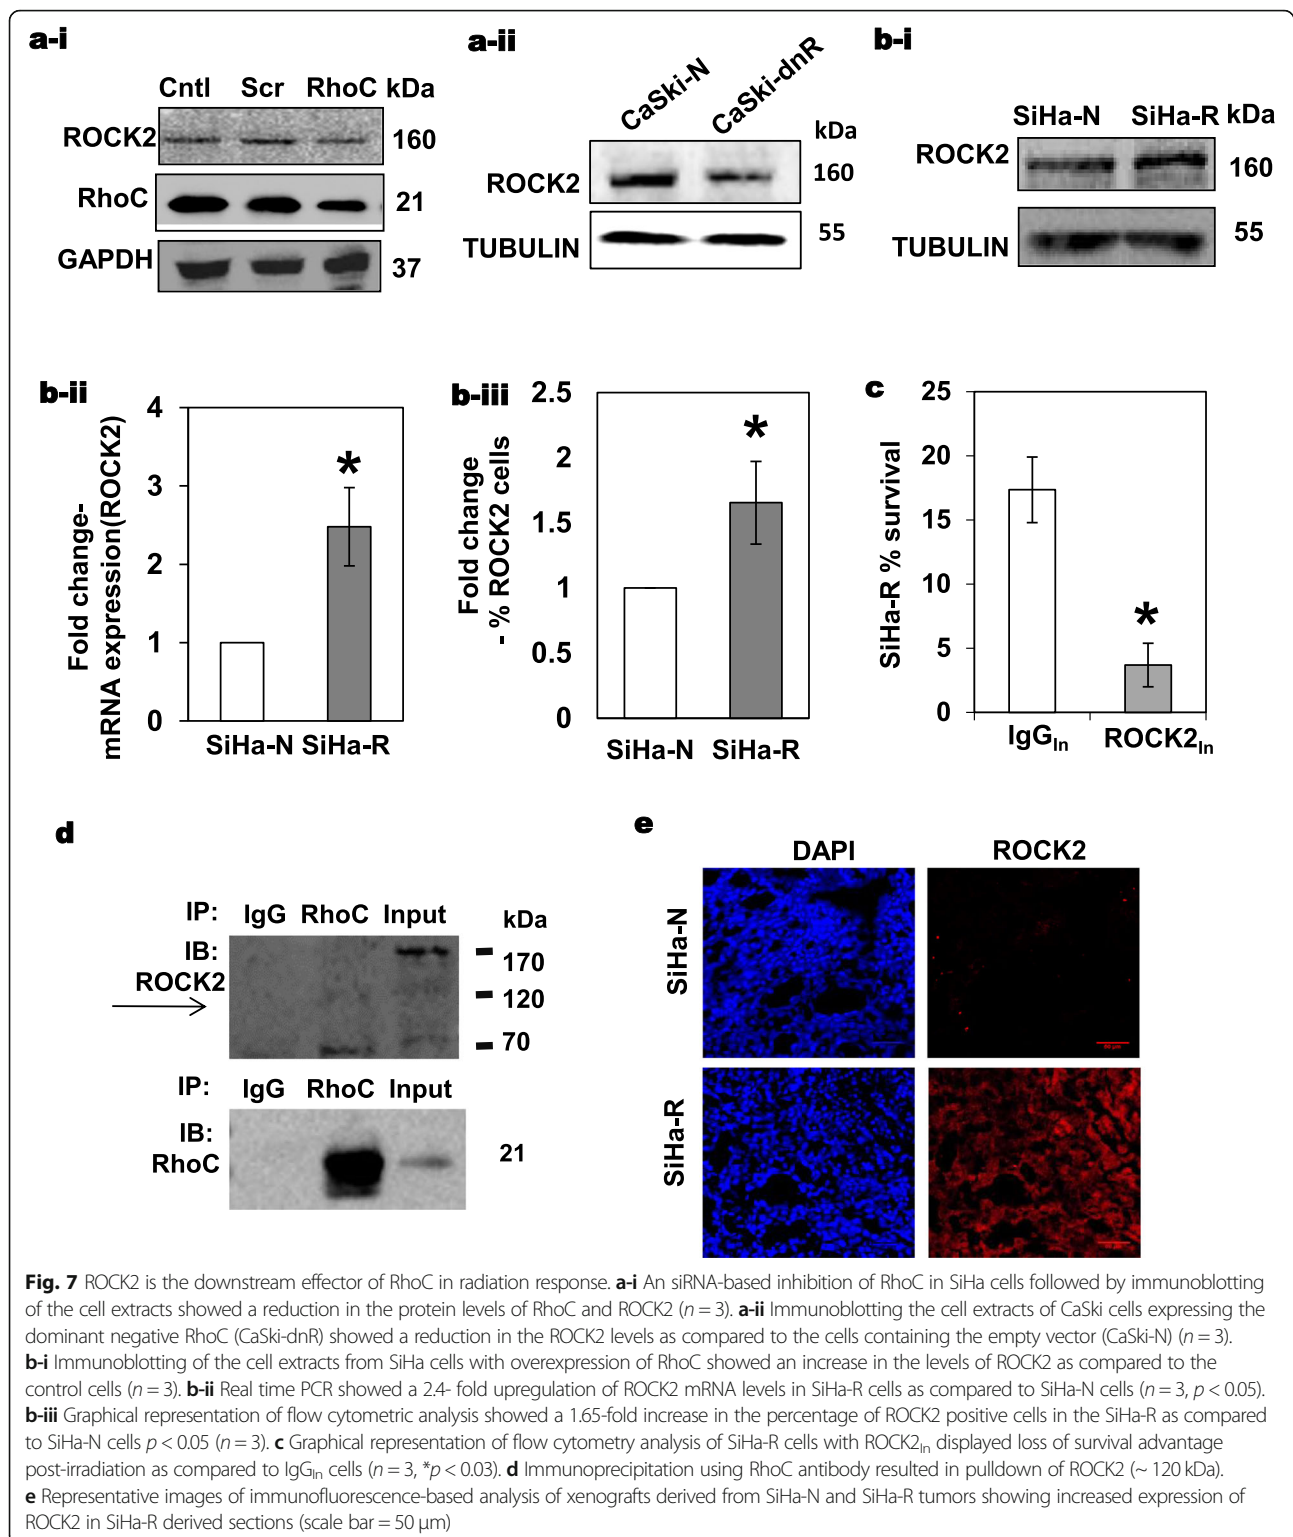 a-i
Cntl Scr RhoC kDa
ROCK2 160
RhoC 21
GAPDH 37
a-ii
CaSki-N CaSki-dnR
kDa
ROCK2 160
TUBULIN 55
b-i
SiHa-N SiHa-R kDa
ROCK2 160
TUBULIN 55
b-ii
Fold change-
mRNA expression(ROCK2)
4
3
2
1
0
*
SiHa-N SiHa-R
b-iii
Fold change
- % ROCK2 cells
2.5
2
1.5
1
0.5
0
*
SiHa-N SiHa-R
c
SiHa-R % survival
25
20
15
10
5
0
*
IgGIn ROCK2In
d
IP: IgG RhoC Input kDa
IB:
ROCK2
170
120
70
IP: IgG RhoC Input
IB:
RhoC 21
e
DAPI ROCK2
SiHa-N
SiHa-R
Fig. 7 ROCK2 is the downstream effector of RhoC in radiation response. a-i An siRNA-based inhibition of RhoC in SiHa cells followed by immunoblotting
of the cell extracts showed a reduction in the protein levels of RhoC and ROCK2 (n = 3). a-ii Immunoblotting the cell extracts of CaSki cells expressing the
dominant negative RhoC (CaSki-dnR) showed a reduction in the ROCK2 levels as compared to the cells containing the empty vector (CaSki-N) (n = 3).
b-i Immunoblotting of the cell extracts from SiHa cells with overexpression of RhoC showed an increase in the levels of ROCK2 as compared to the
control cells (n = 3). b-ii Real time PCR showed a 2.4- fold upregulation of ROCK2 mRNA levels in SiHa-R cells as compared to SiHa-N cells (n = 3, p < 0.05).
b-iii Graphical representation of flow cytometric analysis showed a 1.65-fold increase in the percentage of ROCK2 positive cells in the SiHa-R as compared
to SiHa-N cells p < 0.05 (n = 3). c Graphical representation of flow cytometry analysis of SiHa-R cells with ROCK2In displayed loss of survival advantage
post-irradiation as compared to IgGIn cells (n = 3, *p < 0.03). d Immunoprecipitation using RhoC antibody resulted in pulldown of ROCK2 (~ 120 kDa).
e Representative images of immunofluorescence-based analysis of xenografts derived from SiHa-N and SiHa-R tumors showing increased expression of
ROCK2 in SiHa-R derived sections (scale bar = 50 μm)